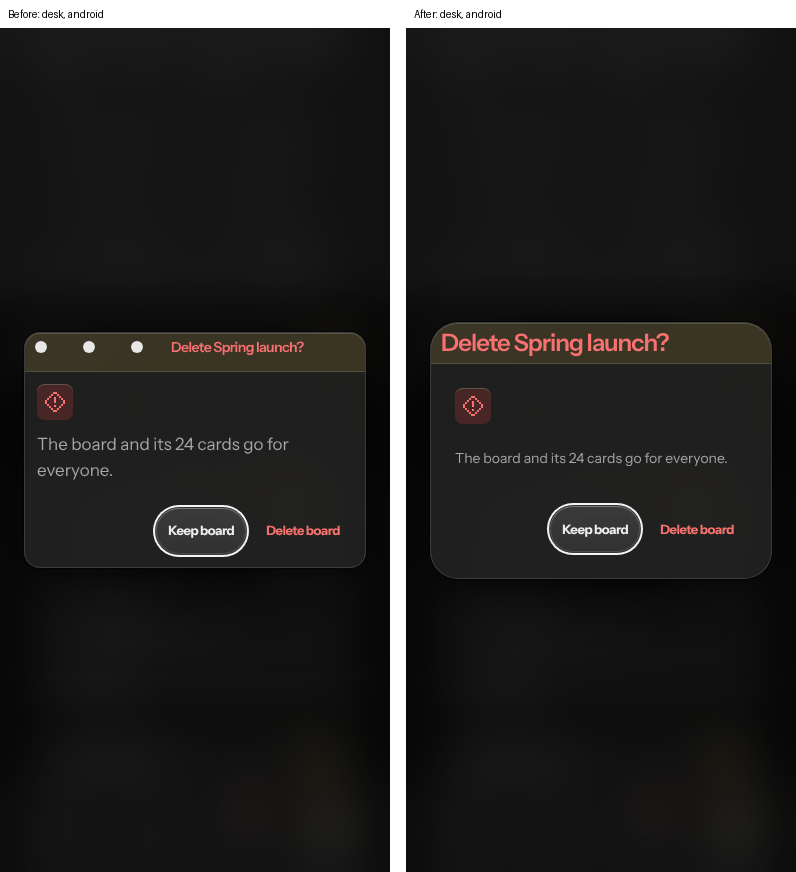 Before: desk, android
Delete Spring launch?
The board and its 24 cards go for
everyone.
Keep board
Delete board
After: desk, android
Delete Spring launch?
The board and its 24 cards go for everyone.
Keep board
Delete board